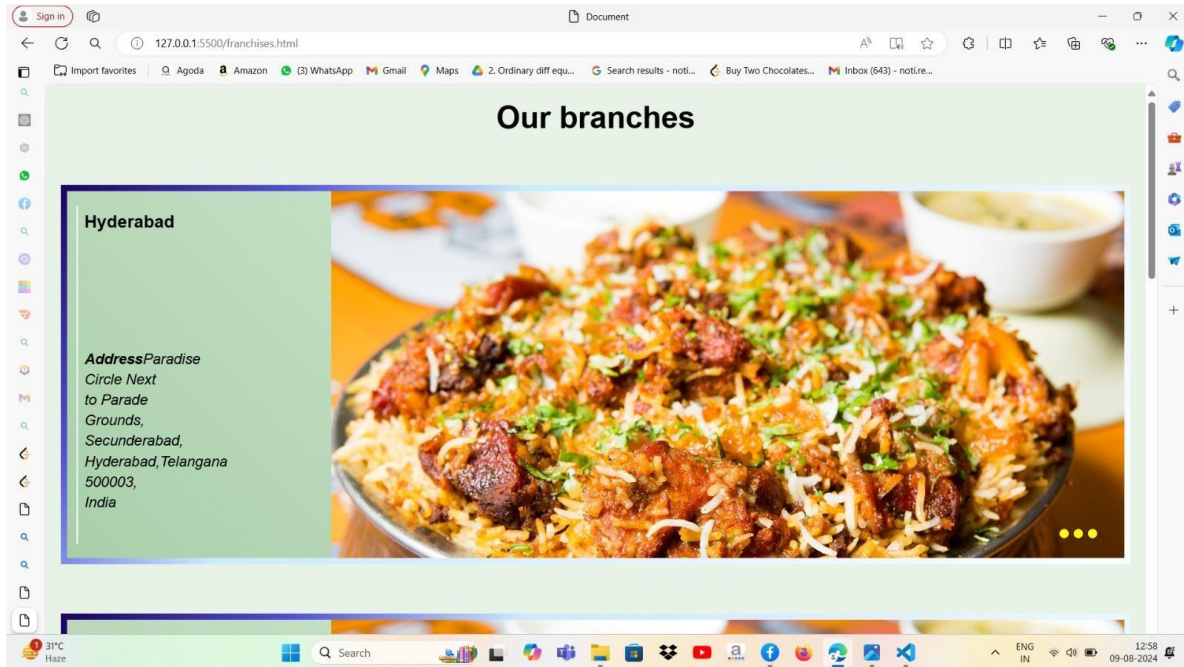 Sign in
Document
127.0.0.1:5500/franchises.html
Import favorites
Agoda
Amazon
(3) WhatsApp
Gmail
Maps
2. Ordinary diff equ...
Search results - noti...
Buy Two Chocolates...
Inbox (643) - noti.re...
Our branches
Hyderabad
AddressParadise
Circle Next
to Parade
Grounds,
Secunderabad,
Hyderabad,Telangana
500003,
India
1
31°C
Haze
Search
ENG
IN
12:58
09-08-2024